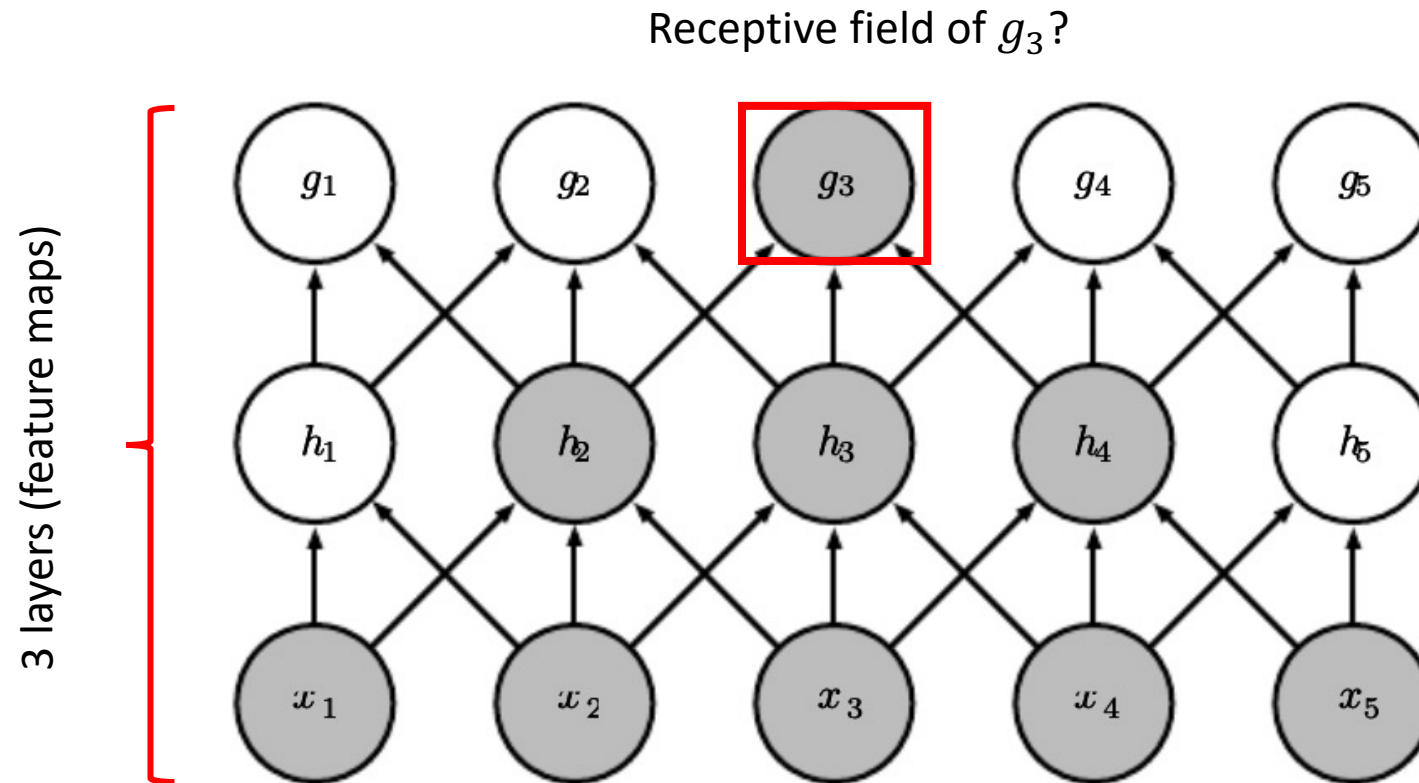 Receptive field of g₃?
3 layers (feature maps)
g₁ g₂ g₃ g₄ g₅
h₁ h₂ h₃ h₄ h₅
x₁ x₂ x₃ x₄ x₅